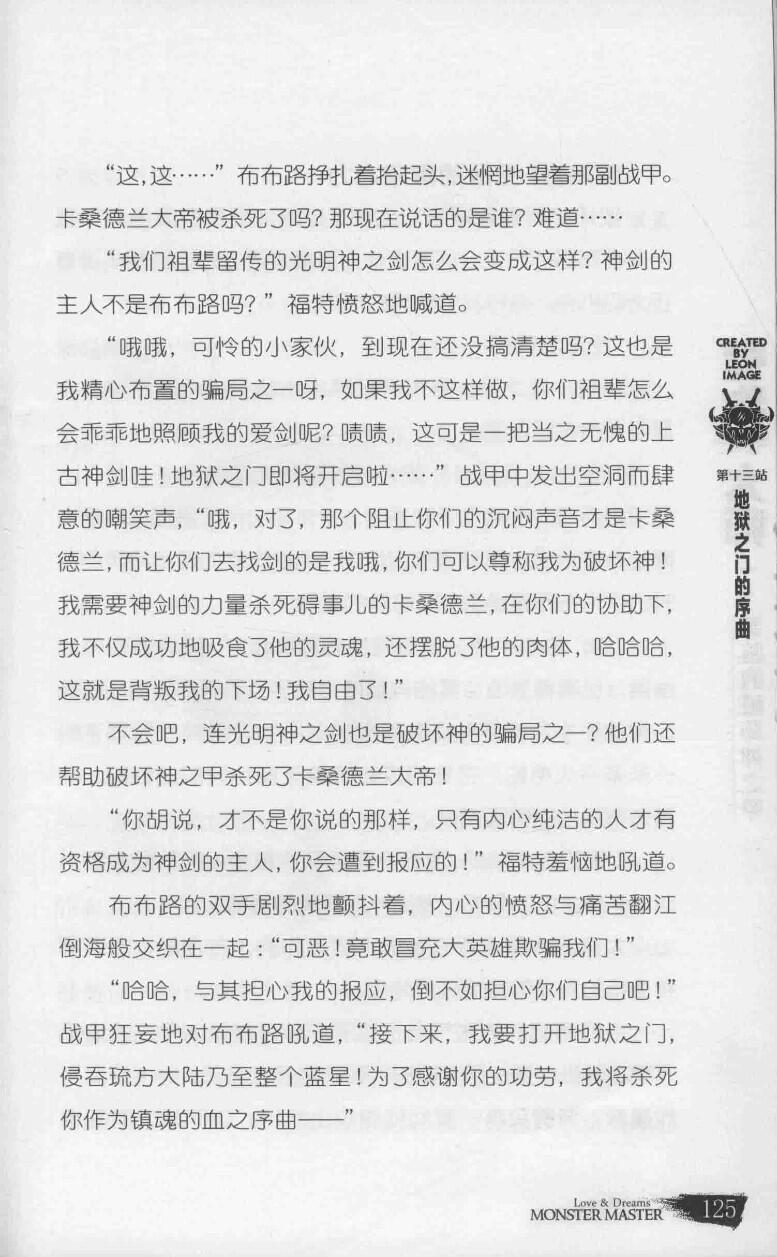 “这,这……”布布路挣扎着抬起头,迷惘地望着那副战甲。
卡桑德兰大帝被杀死了吗?那现在说话的是谁?难道……
“我们祖辈留传的光明神之剑怎么会变成这样?神剑的
主人不是布布路吗?”福特愤怒地喊道。
“哦哦，可怜的小家伙，到现在还没搞清楚吗?这也是
我精心布置的骗局之一呀，如果我不这样做，你们祖辈怎么
会乖乖地照顾我的爱剑呢?啧啧，这可是一把当之无愧的上
古神剑哇!地狱之门即将开启啦……”战甲中发出空洞而肆
意的嘲笑声,“哦，对了，那个阻止你们的沉闷声音才是卡桑
德兰,而让你们去找剑的是我哦,你们可以尊称我为破坏神!
我需要神剑的力量杀死碍事儿的卡桑德兰,在你们的协助下,
我不仅成功地吸食了他的灵魂，还摆脱了他的肉体，哈哈哈,
这就是背叛我的下场!我自由了!”
不会吧，连光明神之剑也是破坏神的骗局之一?他们还
帮助破坏神之甲杀死了卡桑德兰大帝!
“你胡说，才不是你说的那样，只有内心纯洁的人才有
资格成为神剑的主人,你会遭到报应的!”福特羞恼地吼道。
布布路的双手剧烈地颤抖着，内心的愤怒与痛苦翻江
倒海般交织在一起:“可恶!竟敢冒充大英雄欺骗我们!”
“哈哈，与其担心我的报应，倒不如担心你们自己吧!”
战甲狂妄地对布布路吼道，“接下来，我要打开地狱之门,
侵吞琉方大陆乃至整个蓝星!为了感谢你的功劳，我将杀死
你作为镇魂的血之序曲——”
CREATED
BY
LEON
IMAGE
第十三站
地狱之门的序曲
Love & Dreams
MONSTER MASTER
125